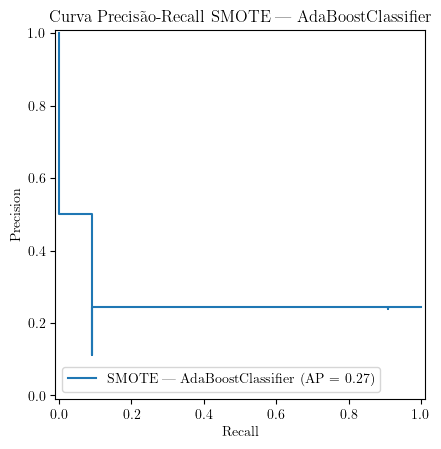 Curva Precisão-Recall SMOTE — AdaBoostClassifier
1.0
0.8
0.6
0.4
0.2
0.0
Precision
SMOTE — AdaBoostClassifier (AP = 0.27)
0.0 0.2 0.4 0.6 0.8 1.0
Recall